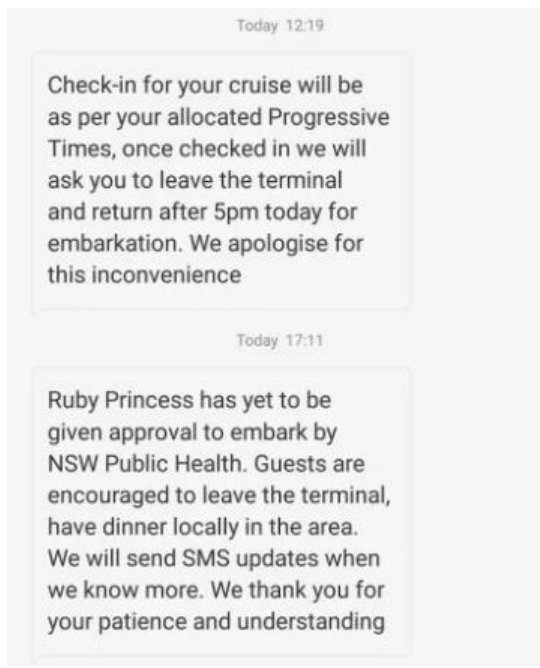 Today 12:19
Check-in for your cruise will be
as per your allocated Progressive
Times, once checked in we will
ask you to leave the terminal
and return after 5pm today for
embarkation. We apologise for
this inconvenience
Today 17:11
Ruby Princess has yet to be
given approval to embark by
NSW Public Health. Guests are
encouraged to leave the terminal,
have dinner locally in the area.
We will send SMS updates when
we know more. We thank you for
your patience and understanding